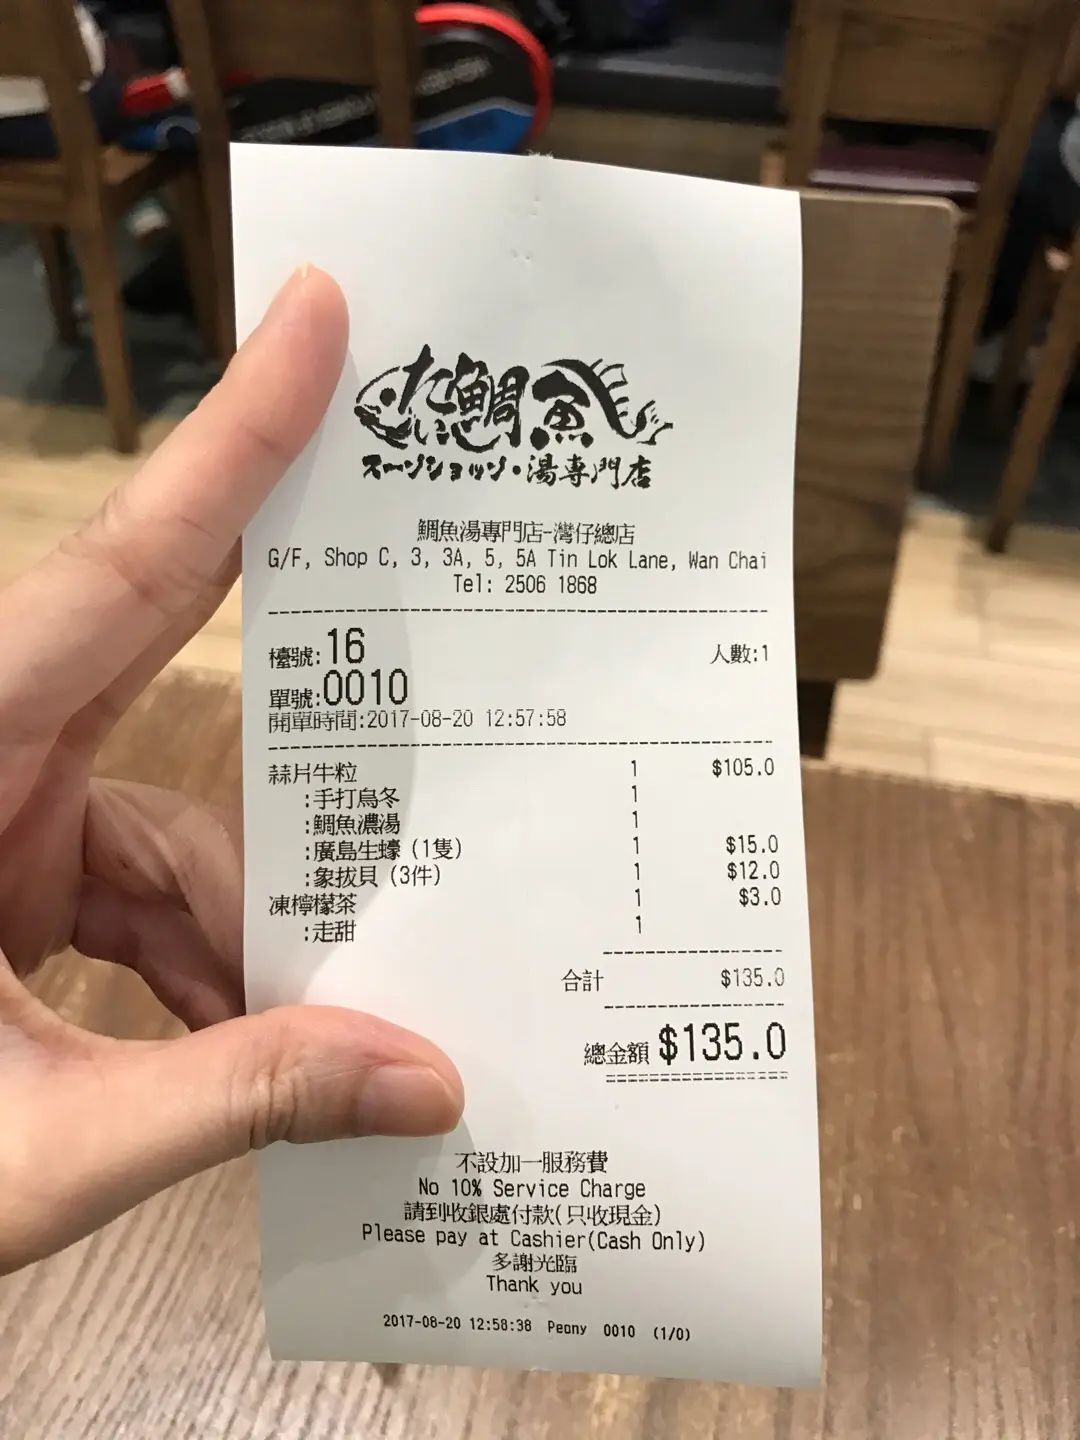 たい鯛魚
スープショップ・湯專門店
鯛魚湯專門店-灣仔總店
G/F, Shop C, 3, 3A, 5, 5A Tin Lok Lane, Wan Chai
Tel: 2506 1868
檯號:16 人數:1
單號:0010
開單時間:2017-08-20 12:57:58
蒜片牛粒 1 $105.0
:手打烏冬 1
:鯛魚濃湯 1
:廣島生蠔 (1隻) 1 $15.0
:象拔貝 (3件) 1 $12.0
凍檸檬茶 1 $3.0
:走甜 1
合計 $135.0
總金額 $135.0
不設加一服務費
No 10% Service Charge
請到收銀處付款(只收現金)
Please pay at Cashier(Cash Only)
多謝光臨
Thank you
2017-08-20 12:58:38 Peony 0010 (1/0)